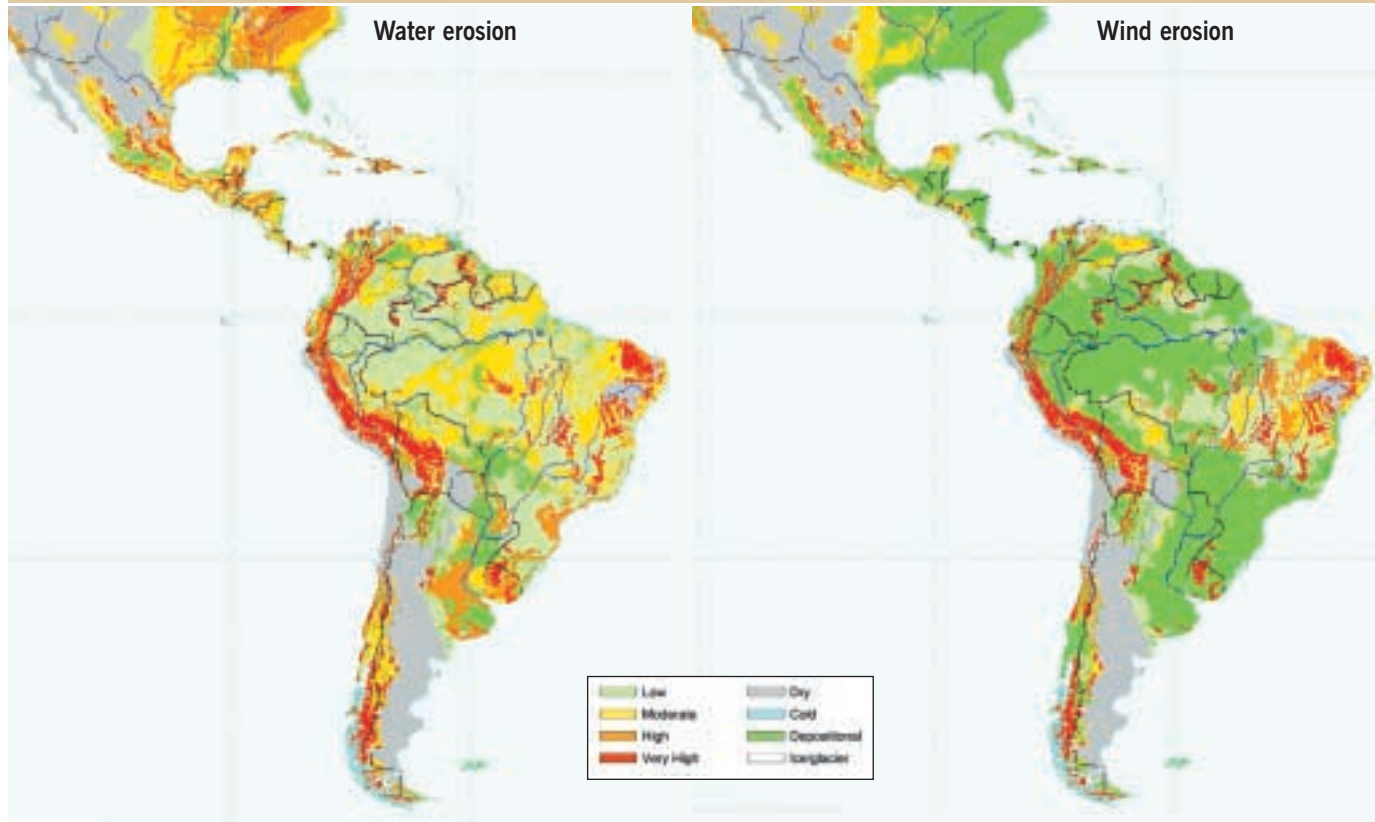 Water erosion
Wind erosion
Low
Moderate
High
Very High
Dry
Cold
Depositional
Ice/glacier